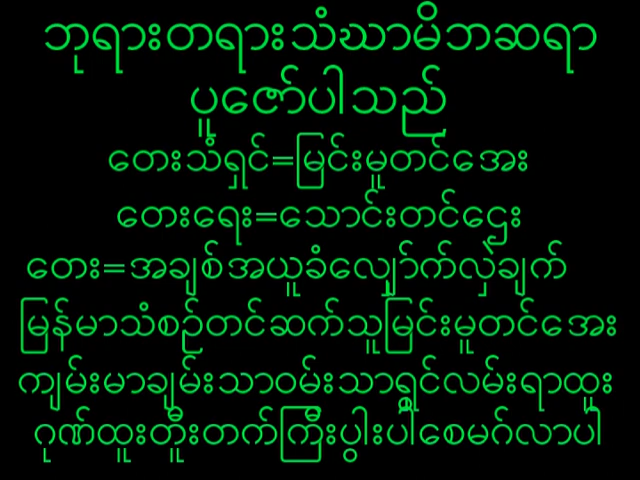 ဘုရားတရားသံဃာမိဘဆရာ
ပူဇော်ပါသည်
တေးသံရှင်=မြင်းမူတင်အေး
တေးရေး=သောင်းတင်ဌေး
တေး=အချစ်အယူခံလျှော်က်လှဲချက်
မြန်မာသံစဉ်တင်ဆက်သူမြင်းမူတင်အေး
ကျမ်းမာချမ်းသာဝမ်းသာရွှင်လမ်းရာထူး
ဂုဏ်ထူးတိူးတက်ကြီးပွါးပါစေမဂ်လာပါ